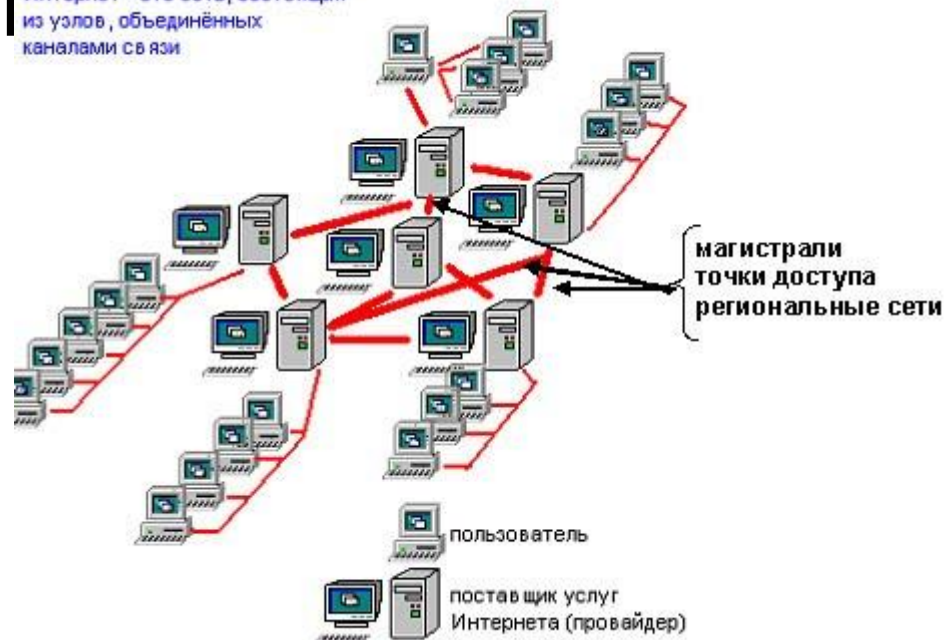 из узлов, объединённых
каналами связи
магистрали
точки доступа
региональные сети
пользователь
поставщик услуг
Интернета (провайдер)